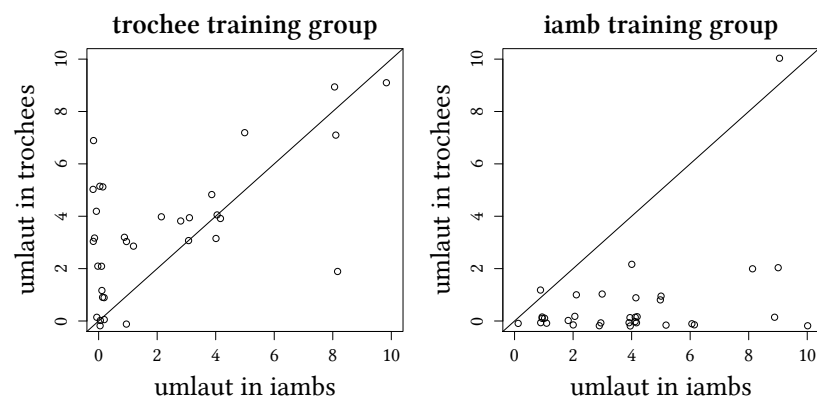 trochee training group
umlaut in trochees
10
8
6
4
2
0
0 2 4 6 8 10
umlaut in iambs
iamb training group
umlaut in trochees
10
8
6
4
2
0
0 2 4 6 8 10
umlaut in iambs